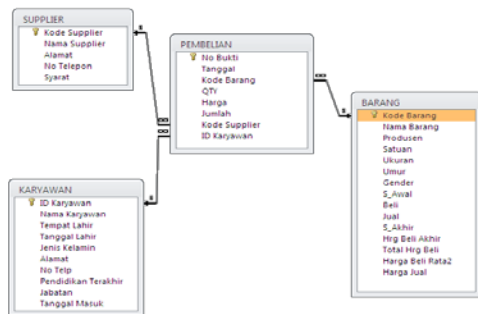 SUPPLIER
Kode Supplier
Nama Supplier
Alamat
No Telepon
Syarat
PEMBELIAN
No Bukti
Tanggal
Kode Barang
QTY
Harga
Jumlah
Kode Supplier
ID Karyawan
BARANG
Kode Barang
Nama Barang
Produsen
Satuan
Ukuran
Umur
Gender
S_Awal
Beli
Jual
S_Akhir
Hrg Beli Akhir
Total Hrg Beli
Harga Beli Rata2
Harga Jual
KARYAWAN
ID Karyawan
Nama Karyawan
Tempat Lahir
Tanggal Lahir
Jenis Kelamin
Alamat
No Telp
Pendidikan Terakhir
Jabatan
Tanggal Masuk